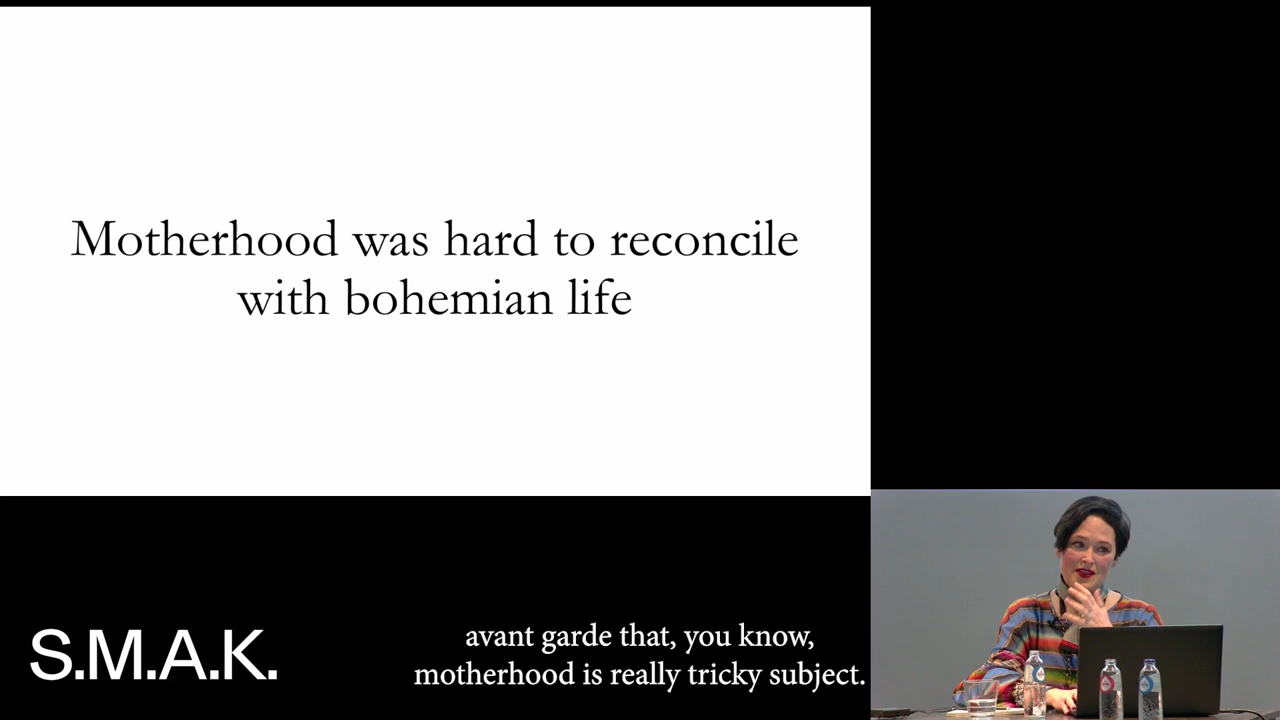 Motherhood was hard to reconcile
with bohemian life
S.M.A.K.
avant garde that, you know,
motherhood is really tricky subject.